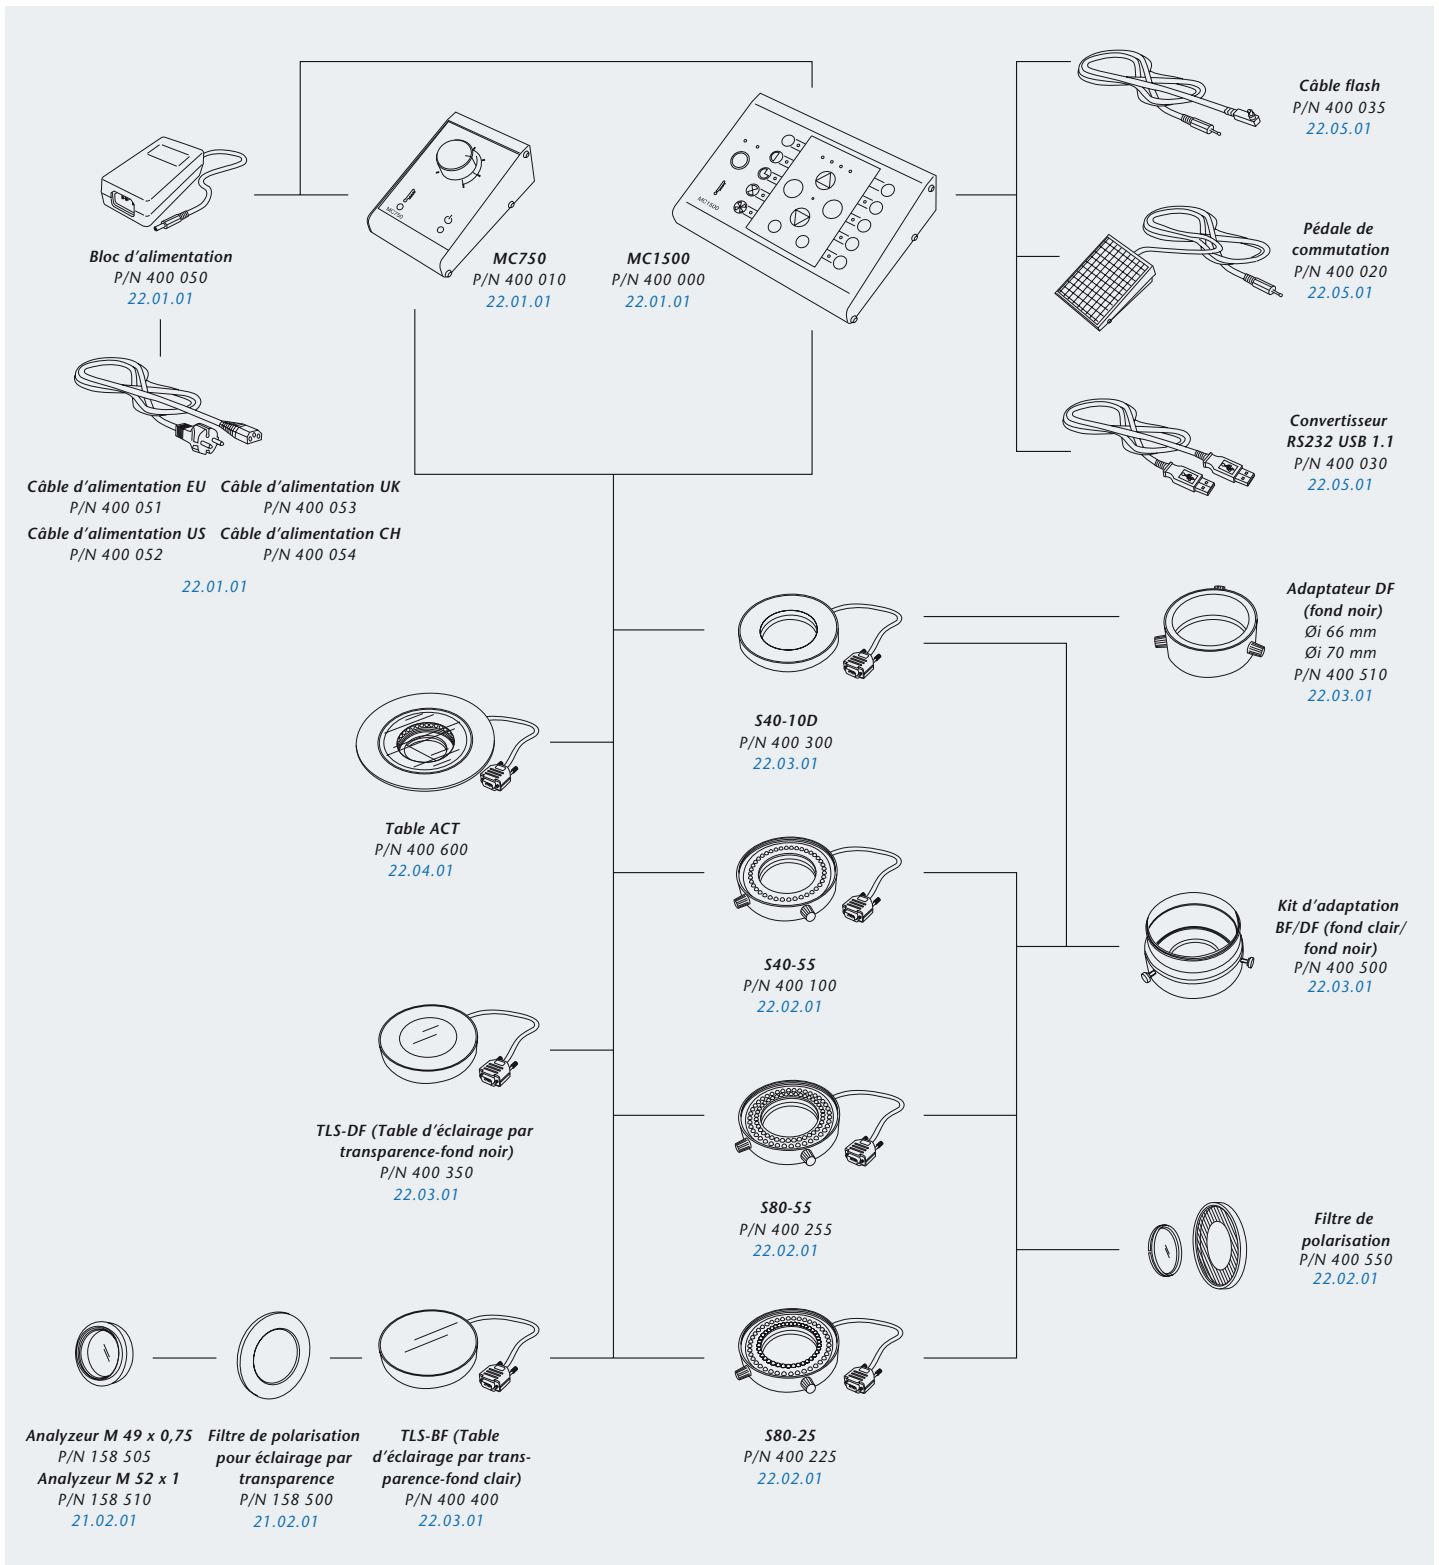 Câble flash
P/N 400 035
22.05.01
MC750
MC1500
Bloc d'alimentation
P/N 400 050
22.01.01
MC750
P/N 400 010
22.01.01
MC1500
P/N 400 000
22.01.01
Pédale de
commutation
P/N 400 020
22.05.01
Convertisseur
RS232 USB 1.1
P/N 400 030
22.05.01
Câble d'alimentation EU
P/N 400 051
Câble d'alimentation UK
P/N 400 053
Câble d'alimentation US
P/N 400 052
Câble d'alimentation CH
P/N 400 054
22.01.01
Adaptateur DF
(fond noir)
Øi 66 mm
Øi 70 mm
P/N 400 510
22.03.01
S40-10D
P/N 400 300
22.03.01
Table ACT
P/N 400 600
22.04.01
S40-55
P/N 400 100
22.02.01
Kit d'adaptation
BF/DF (fond clair/
fond noir)
P/N 400 500
22.03.01
TLS-DF (Table d'éclairage par
transparence-fond noir)
P/N 400 350
22.03.01
S80-55
P/N 400 255
22.02.01
Filtre de
polarisation
P/N 400 550
22.02.01
Analyzeur M 49 x 0,75
P/N 158 505
Analyzeur M 52 x 1
P/N 158 510
21.02.01
Filtre de polarisation
pour éclairage par
transparence
P/N 158 500
21.02.01
TLS-BF (Table
d'éclairage par trans-
parence-fond clair)
P/N 400 400
22.03.01
S80-25
P/N 400 225
22.02.01